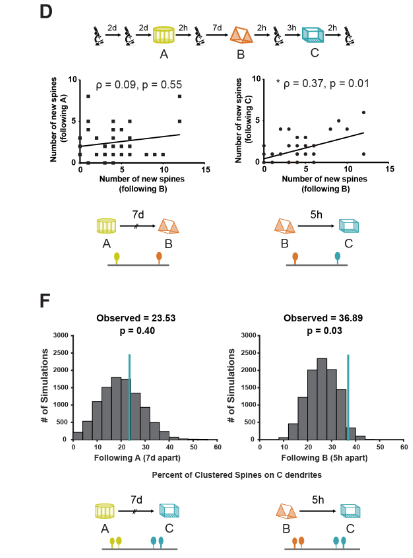 D
2d 2d 2h 7d 2h 3h 2h
A B C
ρ = 0.09, p = 0.55
Number of new spines
(following A)
10
5
0
0 5 10 15
Number of new spines
(following B)
* ρ = 0.37, p = 0.01
Number of new spines
(following C)
10
5
0
0 5 10 15
Number of new spines
(following B)
7d
A B
5h
B C
F
Observed = 23.53
p = 0.40
# of Simulations
3000
2500
2000
1500
1000
500
0
0 10 20 30 40 50 60
Following A (7d apart)
Observed = 36.89
p = 0.03
# of Simulations
3000
2500
2000
1500
1000
500
0
0 10 20 30 40 50 60
Following B (5h apart)
Percent of Clustered Spines on C dendrites
7d
A C
5h
B C